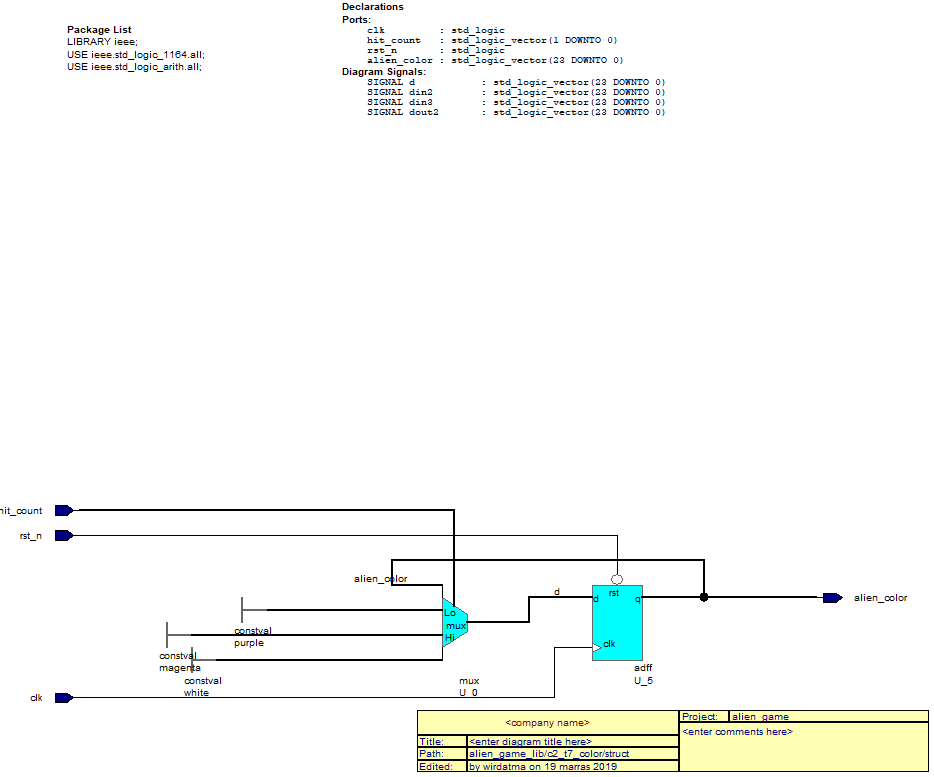 Declarations
Ports:
clk : std_logic
hit_count : std_logic_vector(1 DOWNTO 0)
rst_n : std_logic
alien_color : std_logic_vector(23 DOWNTO 0)
Diagram Signals:
SIGNAL d : std_logic_vector(23 DOWNTO 0)
SIGNAL din2 : std_logic_vector(23 DOWNTO 0)
SIGNAL din3 : std_logic_vector(23 DOWNTO 0)
SIGNAL dout2 : std_logic_vector(23 DOWNTO 0)
Package List
LIBRARY ieee;
USE ieee.std_logic_1164.all;
USE ieee.std_logic_arith.all;
hit_count
rst_n
alien_color
constval
purple
constval
magenta
constval
white
clk
Lo
mux
Hi
mux
U_0
d
rst
d
q
clk
adff
U_5
alien_color
<company name>
Title: <enter diagram title here>
Path: alien_game_lib/c2_t7_color/struct
Edited: by wirdatma on 19 marras 2019
Project: alien_game
<enter comments here>